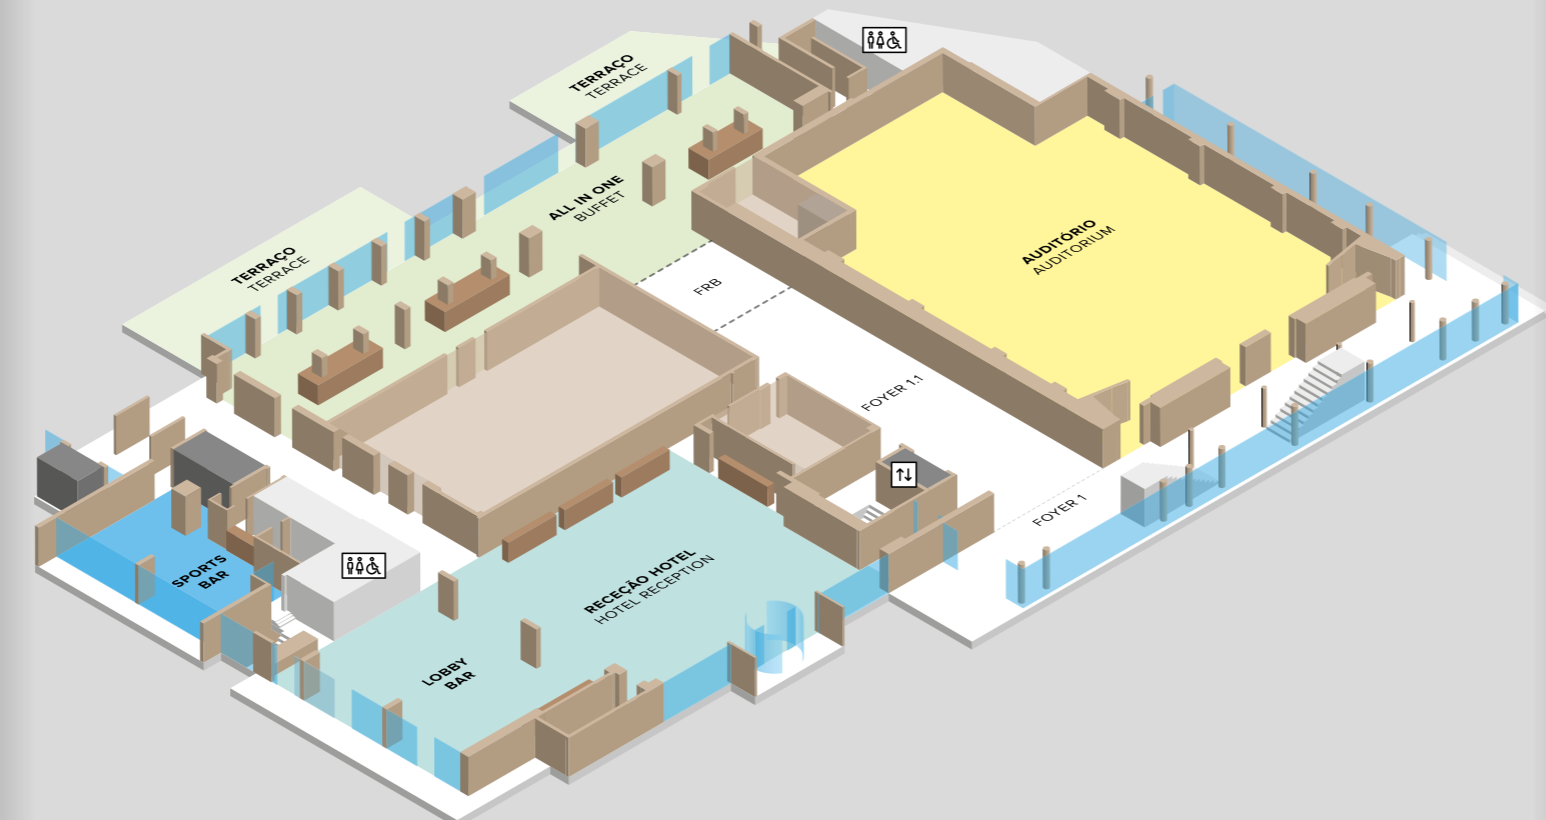 TERRAÇO
TERRACE
TERRAÇO
TERRACE
ALL IN ONE
BUFFET
AUDITÓRIO
AUDITORIUM
FRB
FOYER 1.1
FOYER 1
SPORTS
BAR
RECEÇÃO HOTEL
HOTEL RECEPTION
LOBBY
BAR